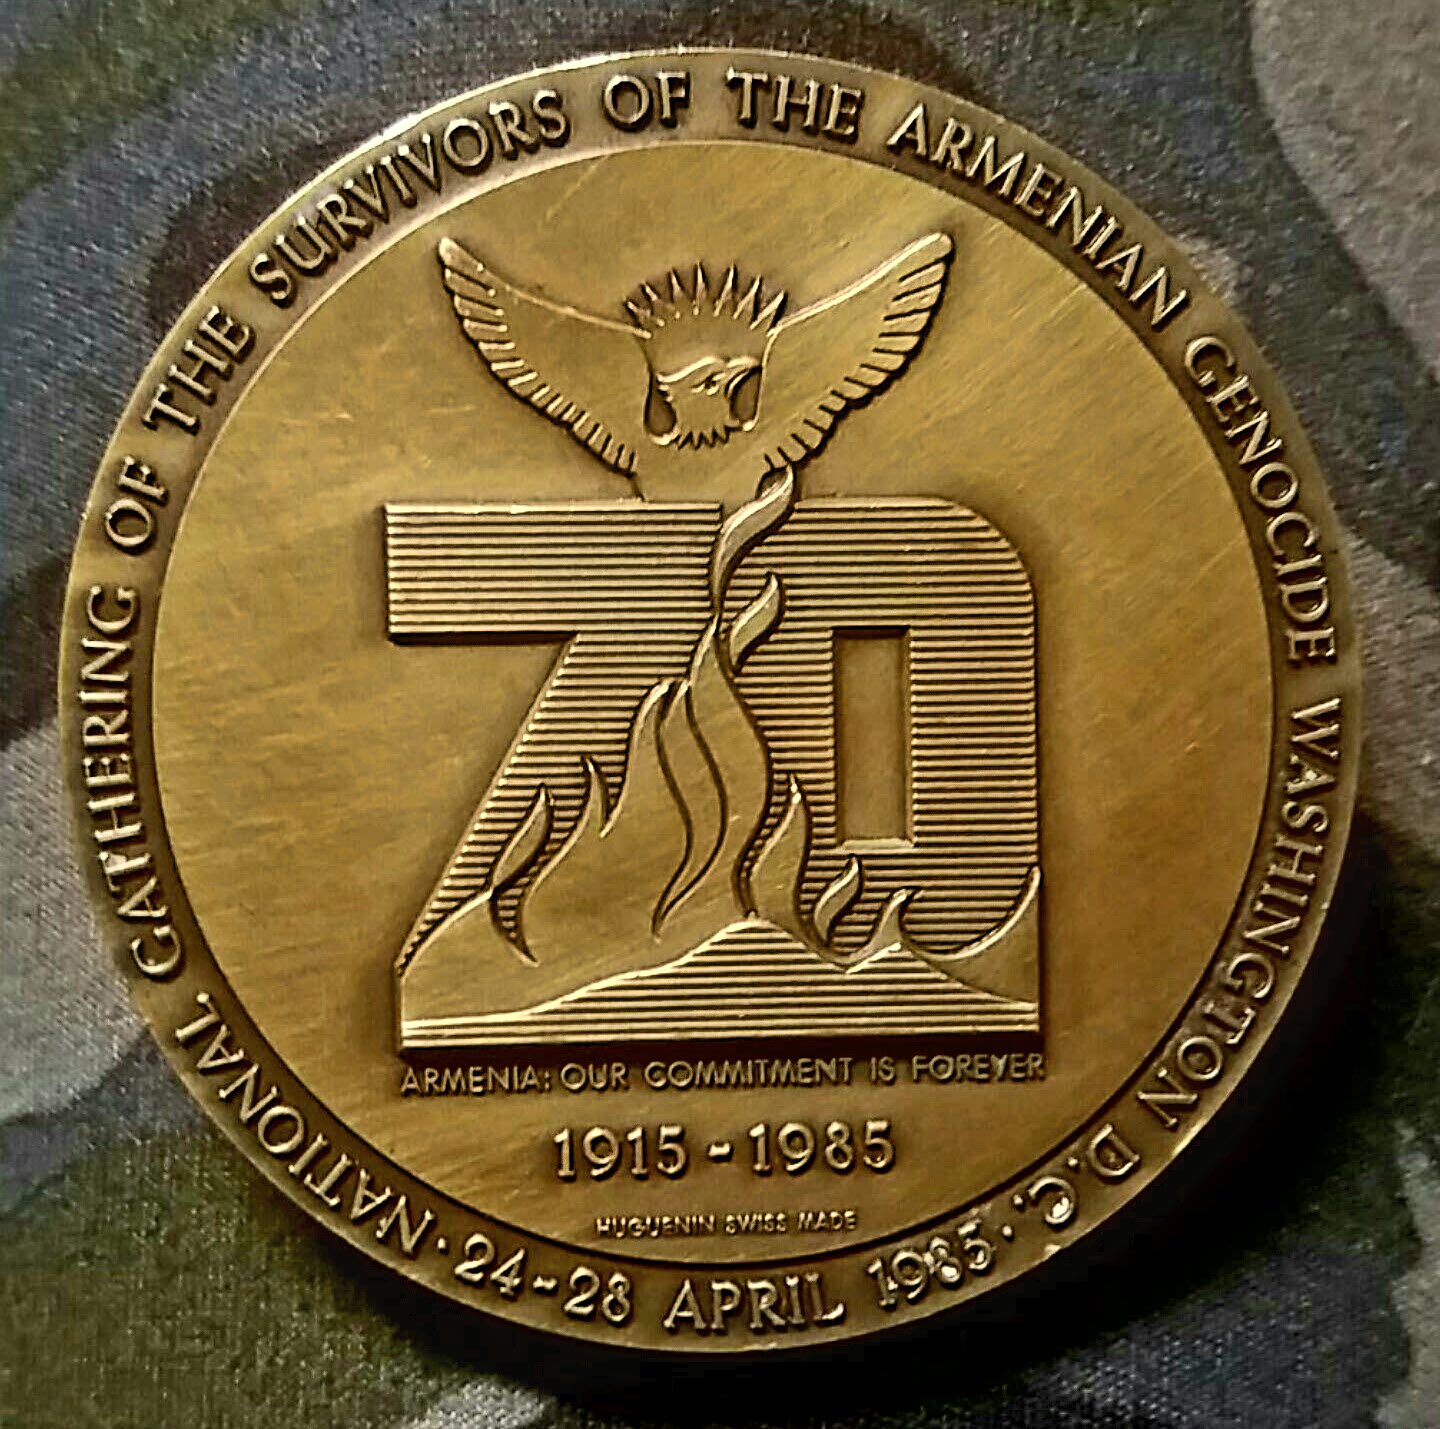 NATIONAL GATHERING OF THE SURVIVORS OF THE ARMENIAN GENOCIDE WASHINGTON D.C. · 24-28 APRIL 1985 ·
70
ARMENIA: OUR COMMITMENT IS FOREVER
1915 - 1985
HUGUENIN SWISS MADE